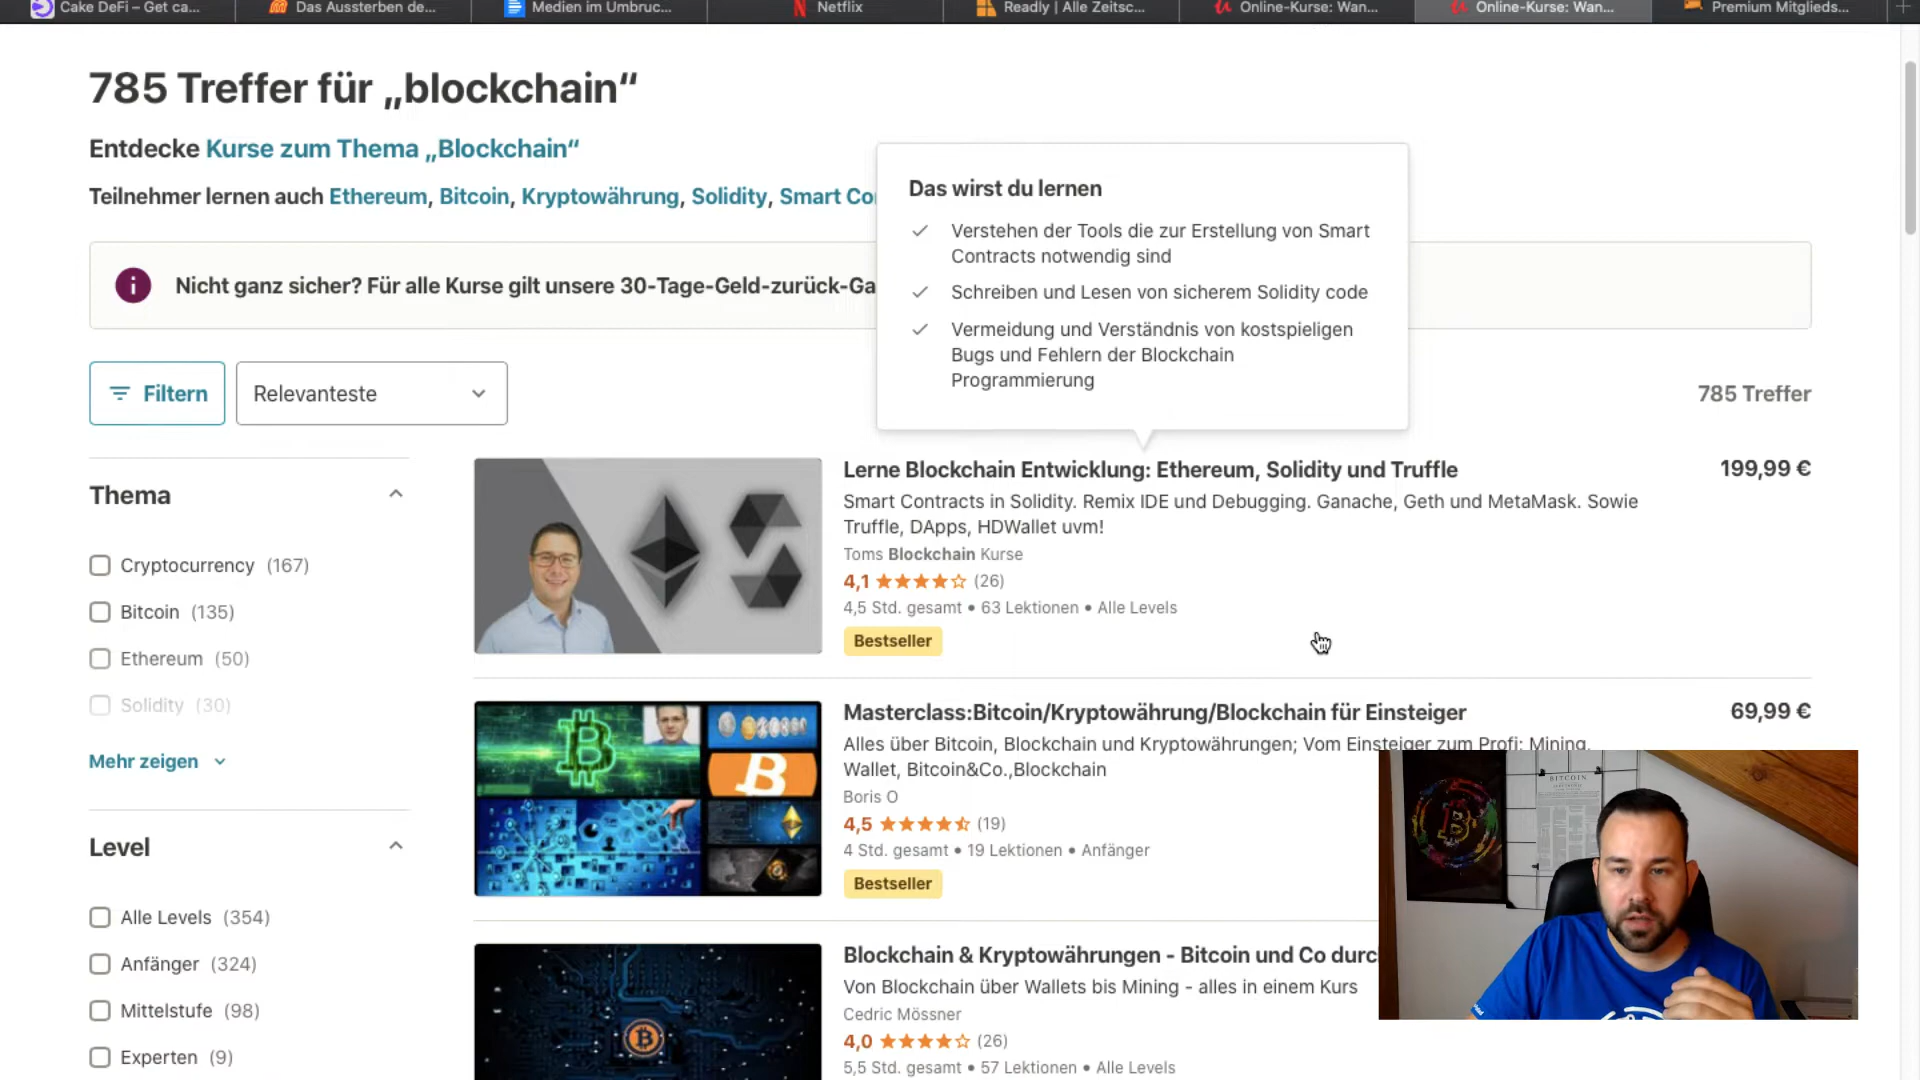 Cake DeFi – Get ca...
Das Aussterben de...
Medien im Umbruc...
Netflix
Readly | Alle Zeitsc...
Online-Kurse: Wan...
Online-Kurse: Wan...
Premium Mitglieds...
785 Treffer für „blockchain“
Entdecke Kurse zum Thema „Blockchain“
Teilnehmer lernen auch Ethereum, Bitcoin, Kryptowährung, Solidity, Smart Co
Nicht ganz sicher? Für alle Kurse gilt unsere 30-Tage-Geld-zurück-Ga
Das wirst du lernen
Verstehen der Tools die zur Erstellung von Smart
Contracts notwendig sind
Schreiben und Lesen von sicherem Solidity code
Vermeidung und Verständnis von kostspieligen
Bugs und Fehlern der Blockchain
Programmierung
Filtern
Relevanteste
785 Treffer
Thema
Cryptocurrency (167)
Bitcoin (135)
Ethereum (50)
Solidity (30)
Mehr zeigen
Level
Alle Levels (354)
Anfänger (324)
Mittelstufe (98)
Experten (9)
Lerne Blockchain Entwicklung: Ethereum, Solidity und Truffle
199,99 €
Smart Contracts in Solidity. Remix IDE und Debugging. Ganache, Geth und MetaMask. Sowie
Truffle, DApps, HDWallet uvm!
Toms Blockchain Kurse
4,1 (26)
4,5 Std. gesamt • 63 Lektionen • Alle Levels
Bestseller
Masterclass:Bitcoin/Kryptowährung/Blockchain für Einsteiger
69,99 €
Alles über Bitcoin, Blockchain und Kryptowährungen; Vom Einsteiger zum Profi: Mining,
Wallet, Bitcoin&Co.,Blockchain
Boris O
4,5 (19)
4 Std. gesamt • 19 Lektionen • Anfänger
Bestseller
Blockchain & Kryptowährungen - Bitcoin und Co durc
Von Blockchain über Wallets bis Mining - alles in einem Kurs
Cedric Mössner
4,0 (26)
5,5 Std. gesamt • 57 Lektionen • Alle Levels
BITCOIN